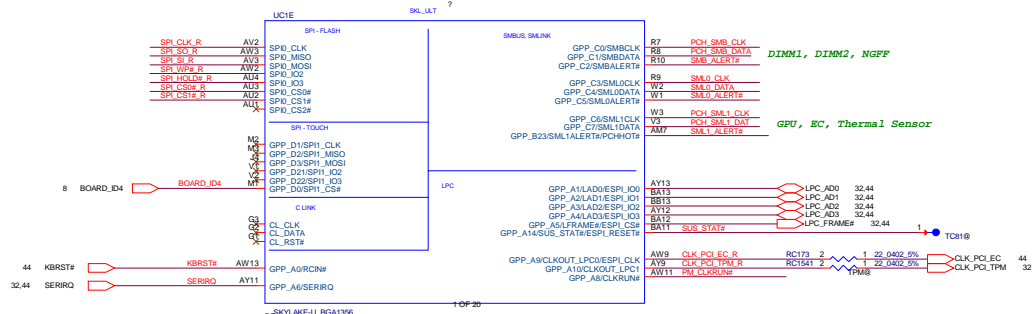 SKL_ULT
?
UC1E
SPI - FLASH
SMBUS, SMLINK
SPI_CLK_R AV2 SPI0_CLK
SPI_SO_R AW3 SPI0_MISO
SPI_SI_R AV3 SPI0_MOSI
SPI_WP#_R AW2 SPI0_IO2
SPI_HOLD#_R AU4 SPI0_IO3
SPI_CS0#_R AU3 SPI0_CS0#
SPI_CS1#_R AU2 SPI0_CS1#
AU1 SPI0_CS2#
GPP_C0/SMBCLK R7 PCH_SMB_CLK
GPP_C1/SMBDATA R8 PCH_SMB_DATA
GPP_C2/SMBALERT# R10 SMB_ALERT#
DIMM1, DIMM2, NGFF
GPP_C3/SML0CLK R9 SML0_CLK
GPP_C4/SML0DATA W2 SML0_DATA
GPP_C5/SML0ALERT# W1 SML0_ALERT#
GPP_C6/SML1CLK W3 PCH_SML1_CLK
GPP_C7/SML1DATA V3 PCH_SML1_DAT
GPP_B23/SML1ALERT#/PCHHOT# AM7 SML1_ALERT#
GPU, EC, Thermal Sensor
SPI - TOUCH
M2 GPP_D1/SPI1_CLK
M3 GPP_D2/SPI1_MISO
J4 GPP_D3/SPI1_MOSI
V1 GPP_D21/SPI1_IO2
V2 GPP_D22/SPI1_IO3
8 BOARD_ID4 BOARD_ID4 M1 GPP_D0/SPI1_CS#
LPC
C LINK
G3 CL_CLK
G2 CL_DATA
G1 CL_RST#
GPP_A1/LAD0/ESPI_IO0 AY13 LPC_AD0 32,44
GPP_A2/LAD1/ESPI_IO1 BA13 LPC_AD1 32,44
GPP_A3/LAD2/ESPI_IO2 BB13 LPC_AD2 32,44
GPP_A4/LAD3/ESPI_IO3 AY12 LPC_AD3 32,44
GPP_A5/LFRAME#/ESPI_CS# BA12 LPC_FRAME# 32,44
GPP_A14/SUS_STAT#/ESPI_RESET# BA11 SUS_STAT# 1 TC81@
44 KBRST# KBRST# AW13 GPP_A0/RCIN#
32,44 SERIRQ SERIRQ AY11 GPP_A6/SERIRQ
GPP_A9/CLKOUT_LPC0/ESPI_CLK AW9 CLK_PCI_EC_R RC173 2 1 22_0402_5% CLK_PCI_EC 44
GPP_A10/CLKOUT_LPC1 AY9 CLK_PCI_TPM_R RC1541 2 1 22_0402_5% CLK_PCI_TPM 32
TPM@
GPP_A8/CLKRUN# AW11 PM_CLKRUN#
1 OF 20
SKYLAKE-U_BGA1356